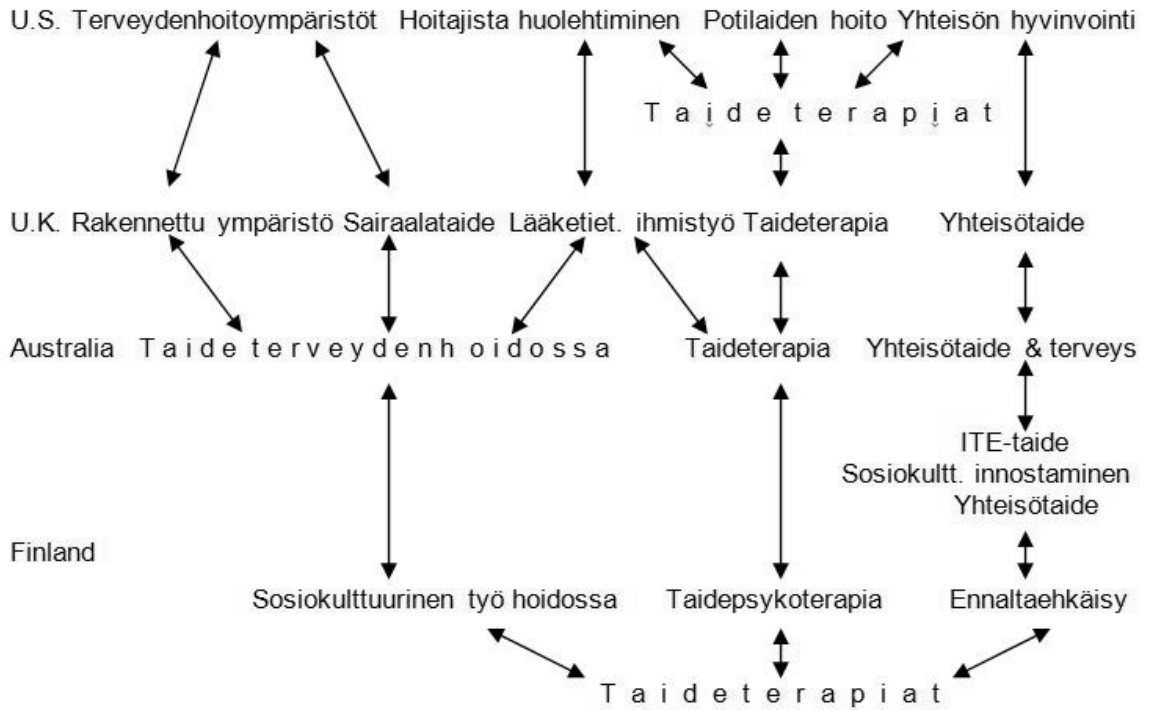 U.S. Terveydenhoitoympäristöt Hoitajista huolehtiminen Potilaiden hoito Yhteisön hyvinvointi
T a i d e t e r a p i a t
U.K. Rakennettu ympäristö Sairaalataide Lääketiet. ihmistyö Taideterapia Yhteisötaide
Australia T a i d e t e r v e y d e n h o i d o s s a Taideterapia Yhteisötaide & terveys
ITE-taide
Sosiokultt. innostaminen
Yhteisötaide
Finland
Sosiokulttuurinen työ hoidossa Taidepsykoterapia Ennaltaehkäisy
T a i d e t e r a p i a t